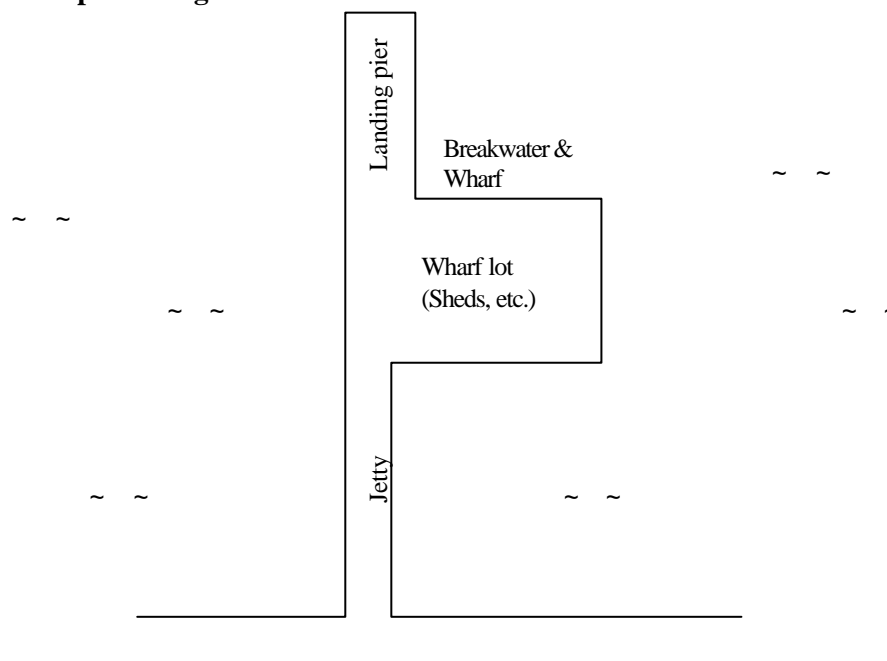 Landing pier
Breakwater &
Wharf
Wharf lot
(Sheds, etc.)
Jetty